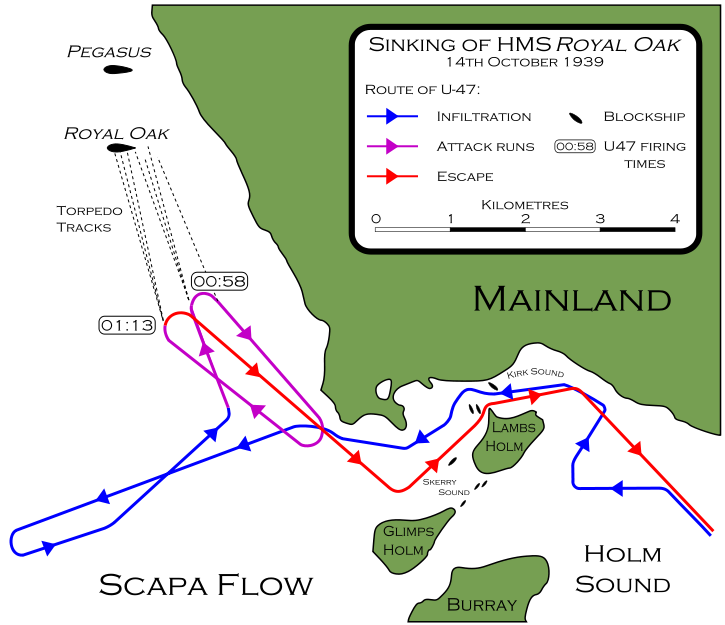 Sinking of HMS Royal Oak
14th October 1939
Route of U-47:
Infiltration
Attack runs
Escape
Blockship
00:58 U47 firing
times
Kilometres
0 1 2 3 4
Pegasus
Royal Oak
Torpedo
Tracks
00:58
01:13
Mainland
Kirk Sound
Lambs
Holm
Skerry
Sound
Glimps
Holm
Scapa Flow
Holm
Sound
Burray